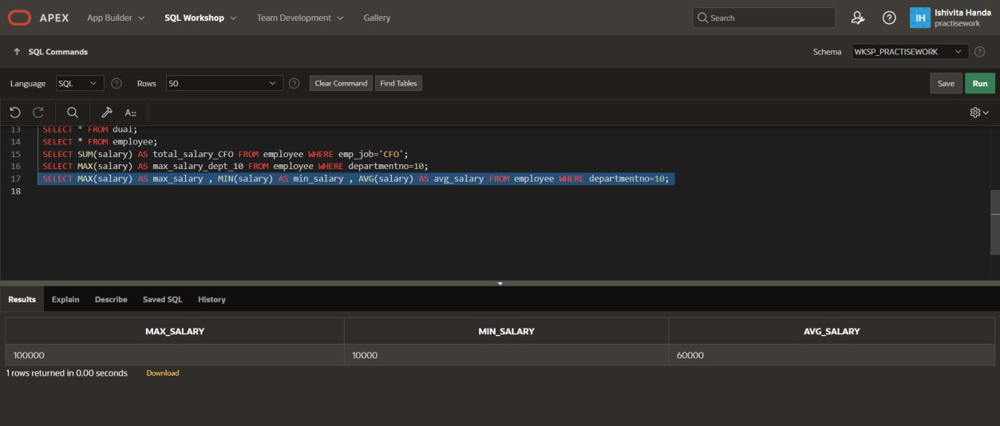 APEX App Builder SQL Workshop Team Development Gallery Search IH Ishivita Handa
practisework
SQL Commands Schema WKSP_PRACTISEWORK
Language SQL Rows 50 Clear Command Find Tables Save Run
A::
13 SELECT * FROM dual;
14 SELECT * FROM employee;
15 SELECT SUM(salary) AS total_salary_CFO FROM employee WHERE emp_job='CFO';
16 SELECT MAX(salary) AS max_salary_dept_10 FROM employee WHERE departmentno=10;
17 SELECT MAX(salary) AS max_salary , MIN(salary) AS min_salary , AVG(salary) AS avg_salary FROM employee WHERE departmentno=10;
18
Results Explain Describe Saved SQL History
MAX_SALARY MIN_SALARY AVG_SALARY
100000 10000 60000
1 rows returned in 0.00 seconds Download